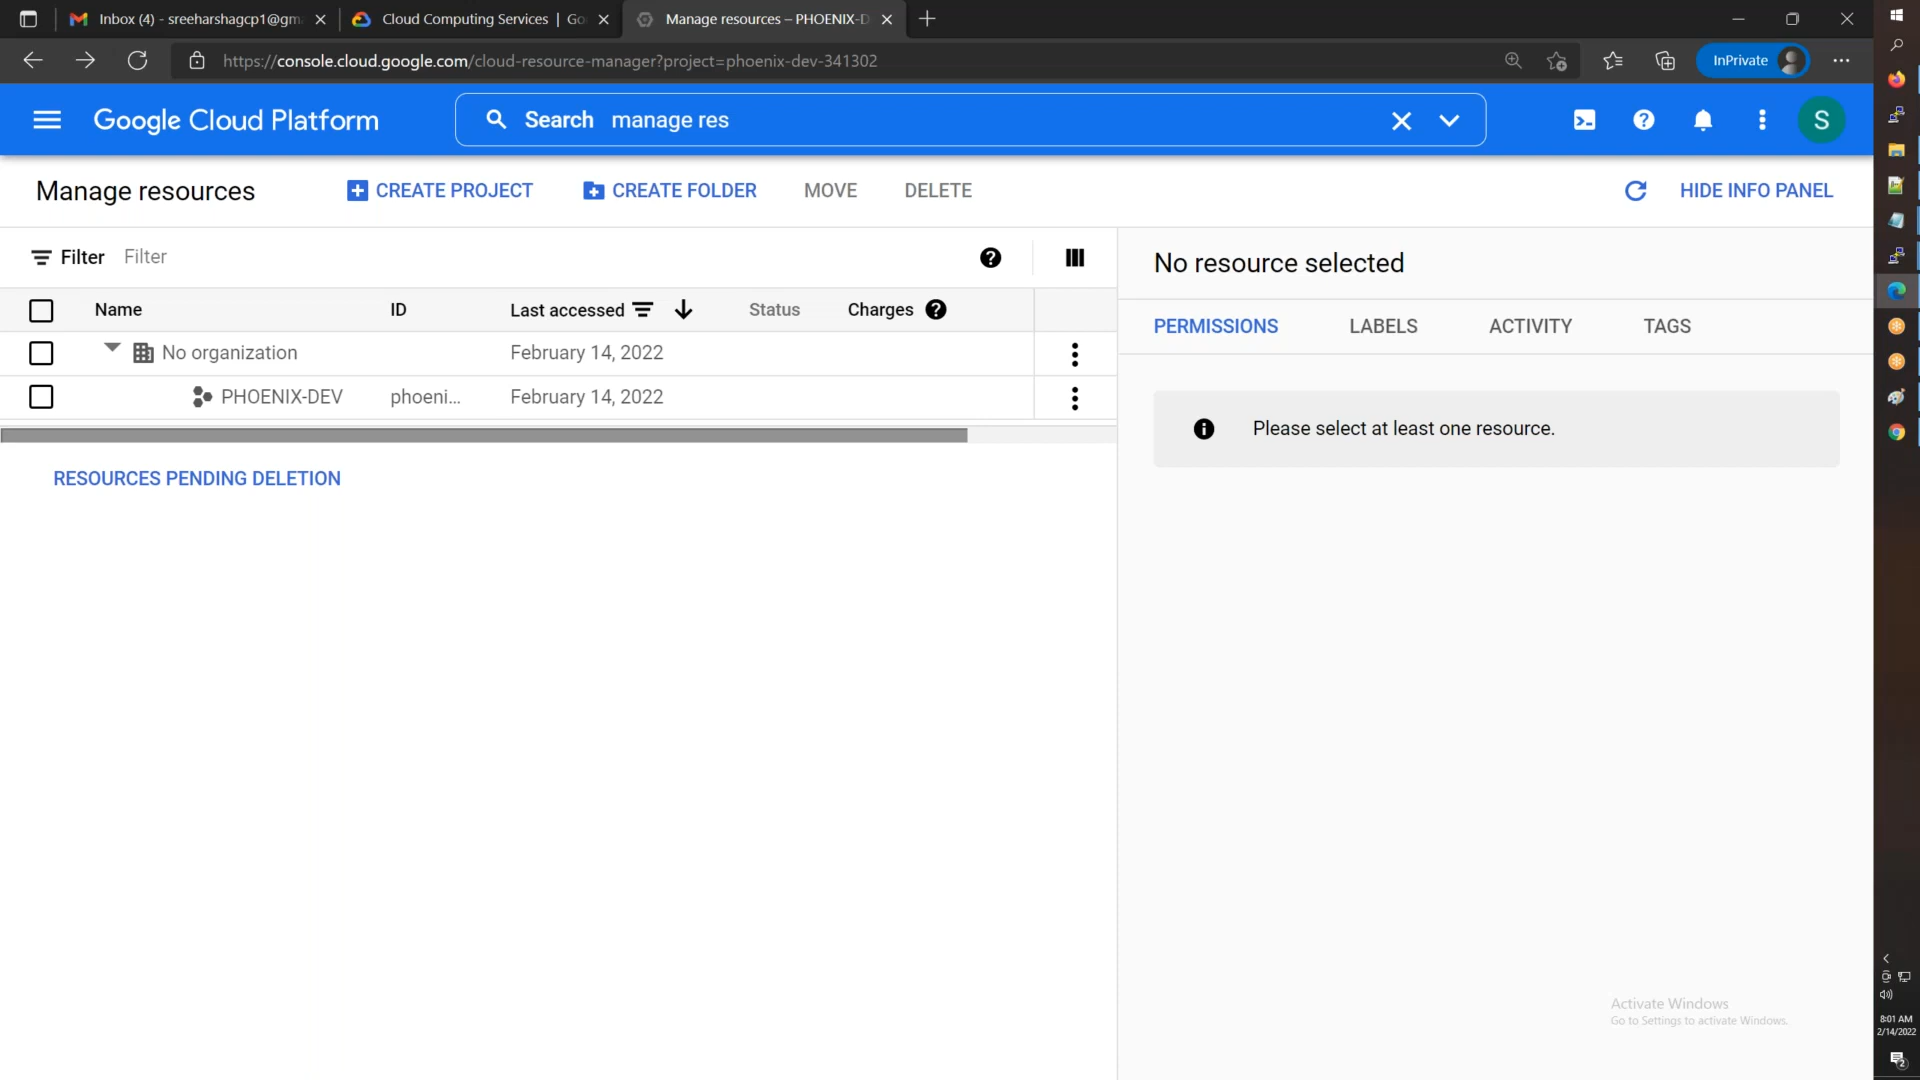 Inbox (4) - sreeharshagcp1@gm
Cloud Computing Services | Go
Manage resources – PHOENIX-D
https://console.cloud.google.com/cloud-resource-manager?project=phoenix-dev-341302
InPrivate
Google Cloud Platform
Search manage res
S
Manage resources
CREATE PROJECT
CREATE FOLDER
MOVE
DELETE
HIDE INFO PANEL
Filter Filter
No resource selected
Name ID Last accessed Status Charges
PERMISSIONS LABELS ACTIVITY TAGS
No organization February 14, 2022
PHOENIX-DEV phoeni... February 14, 2022
Please select at least one resource.
RESOURCES PENDING DELETION
Activate Windows
Go to Settings to activate Windows.
8:01 AM
2/14/2022
2